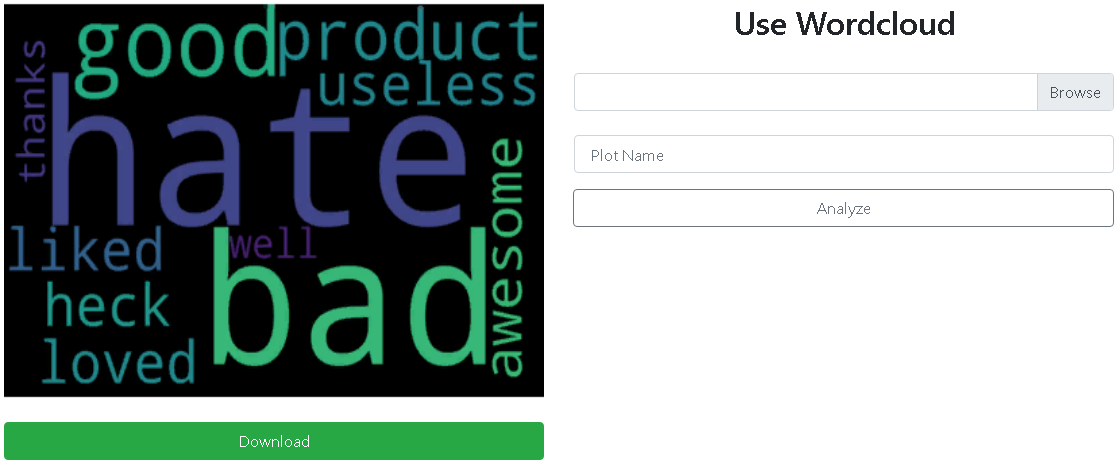 good
product
useless
thanks
hate
awesome
liked
well
bad
heck
loved
Download
Use Wordcloud
Browse
Plot Name
Analyze